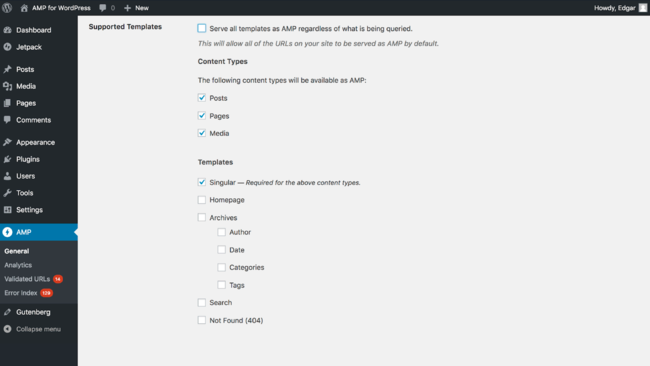 AMP for WordPress 0 New Howdy, Edgar
Dashboard
Jetpack
Posts
Media
Pages
Comments
Appearance
Plugins
Users
Tools
Settings
AMP
General
Analytics
Validated URLs 14
Error Index 129
Gutenberg
Collapse menu
Supported Templates
Serve all templates as AMP regardless of what is being queried.
This will allow all of the URLs on your site to be served as AMP by default.
Content Types
The following content types will be available as AMP:
Posts
Pages
Media
Templates
Singular — Required for the above content types.
Homepage
Archives
Author
Date
Categories
Tags
Search
Not Found (404)